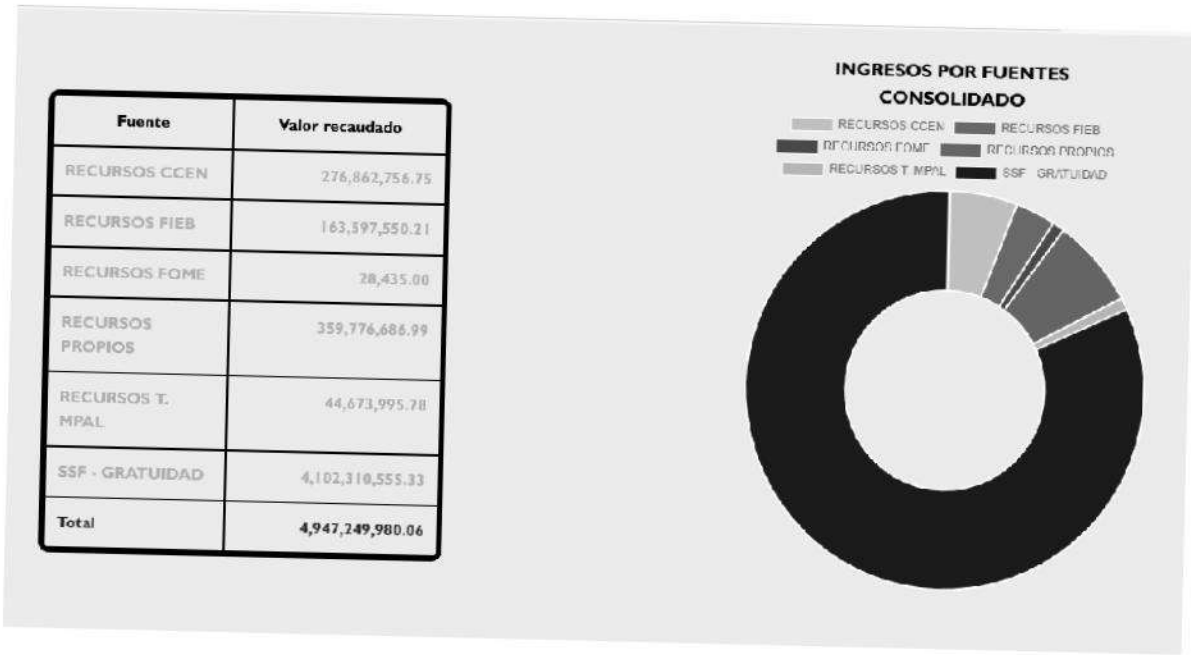 INGRESOS POR FUENTES
CONSOLIDADO
RECURSOS CCEN RECURSOS FIEB
RECURSOS FOME RECURSOS PROPIOS
RECURSOS T. MPAL SSF - GRATUIDAD
Fuente Valor recaudado
RECURSOS CCEN 276,862,756.75
RECURSOS FIEB 163,597,550.21
RECURSOS FOME 28,435.00
RECURSOS 359,776,686.99
PROPIOS
RECURSOS T. 44,673,995.78
MPAL
SSF - GRATUIDAD 4,102,310,555.33
Total 4,947,249,980.06